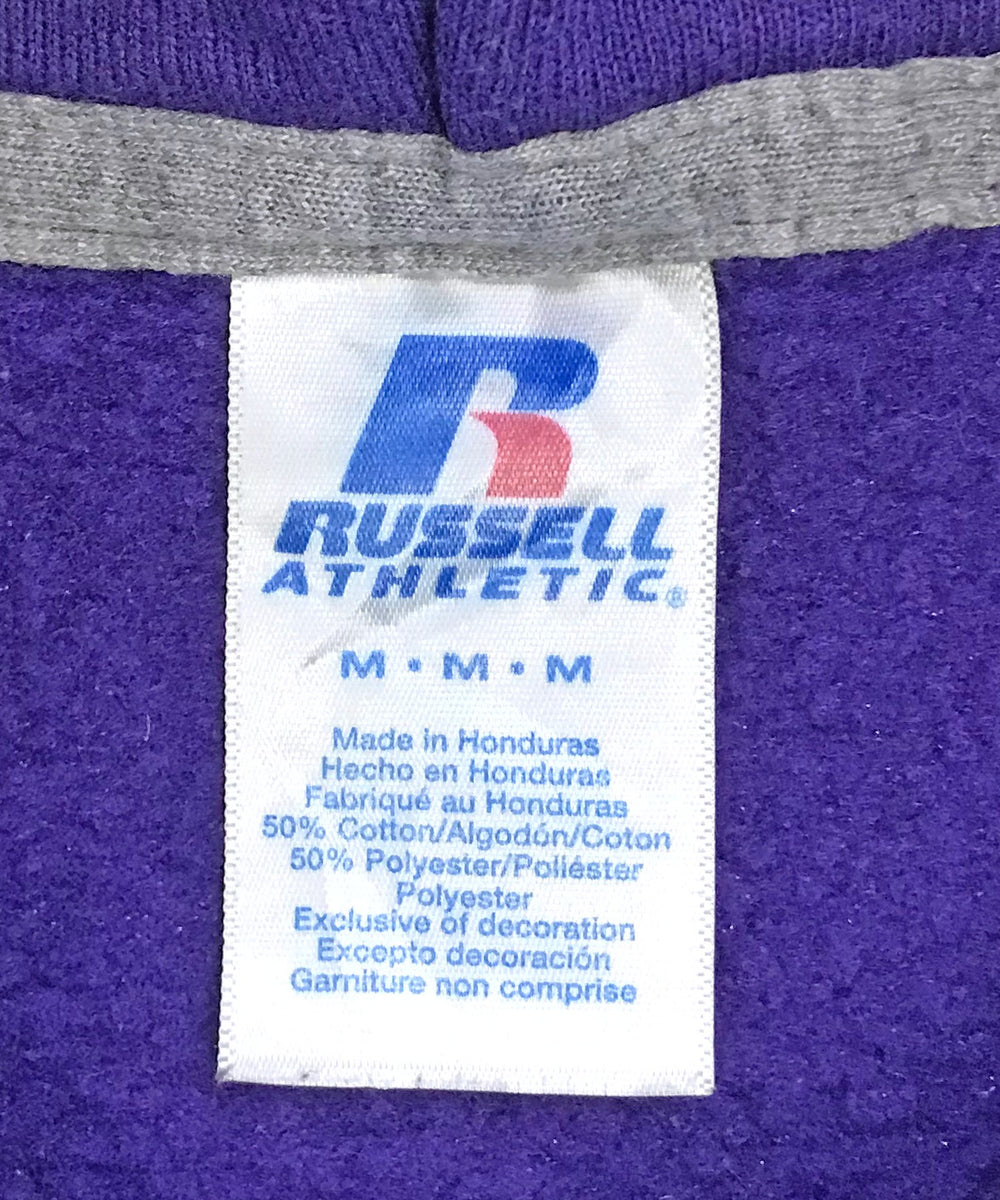 R
RUSSELL
ATHLETIC®
M • M • M
Made in Honduras
Hecho en Honduras
Fabriqué au Honduras
50% Cotton/Algodón/Coton
50% Polyester/Poliéster
Polyester
Exclusive of decoration
Excepto decoración
Garniture non comprise